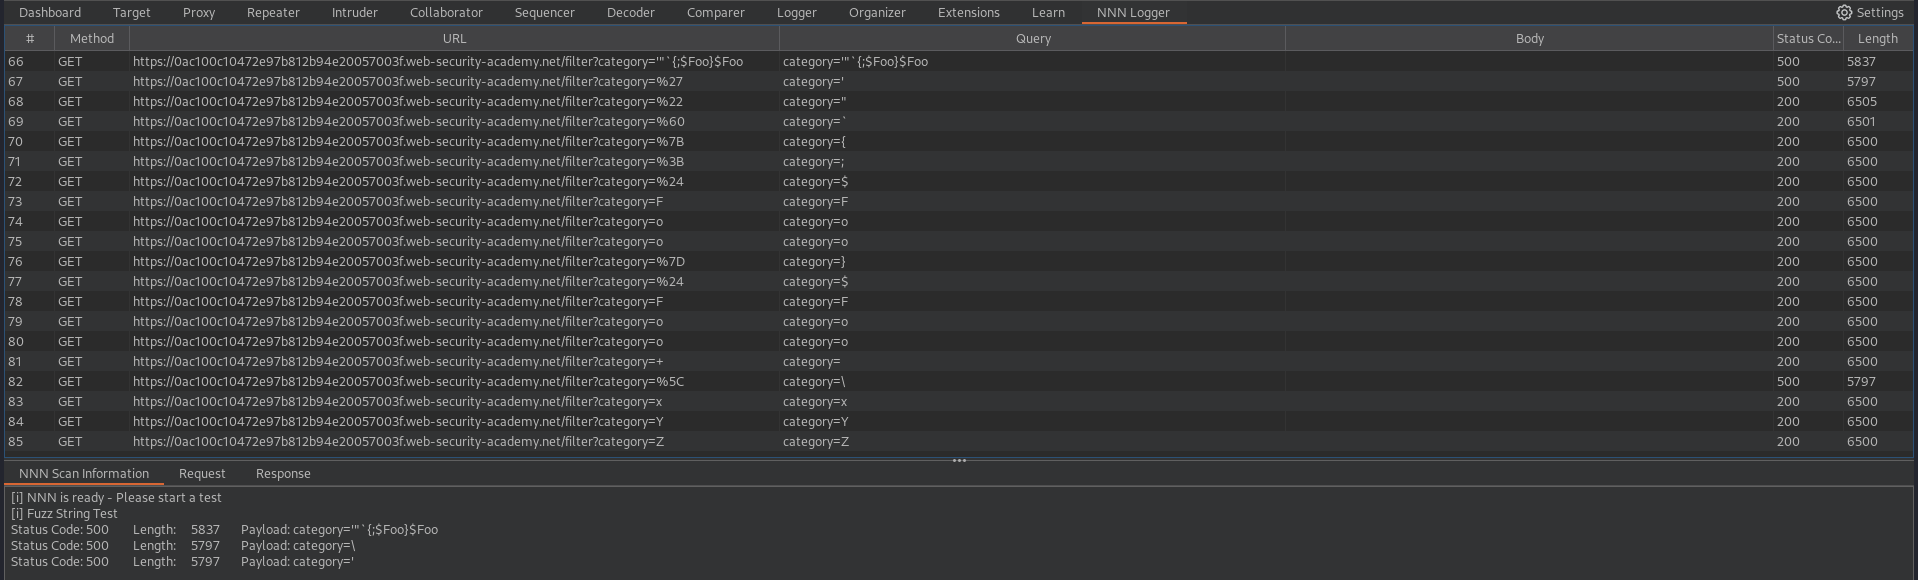 Dashboard Target Proxy Repeater Intruder Collaborator Sequencer Decoder Comparer Logger Organizer Extensions Learn NNN Logger Settings
# Method URL Query Body Status Co... Length
66 GET https://0ac100c10472e97b812b94e20057003f.web-security-academy.net/filter?category='"`{;$Foo}$Foo category='"`{;$Foo}$Foo 500 5837
67 GET https://0ac100c10472e97b812b94e20057003f.web-security-academy.net/filter?category=%27 category=' 500 5797
68 GET https://0ac100c10472e97b812b94e20057003f.web-security-academy.net/filter?category=%22 category=" 200 6505
69 GET https://0ac100c10472e97b812b94e20057003f.web-security-academy.net/filter?category=%60 category=` 200 6501
70 GET https://0ac100c10472e97b812b94e20057003f.web-security-academy.net/filter?category=%7B category={ 200 6500
71 GET https://0ac100c10472e97b812b94e20057003f.web-security-academy.net/filter?category=%3B category=; 200 6500
72 GET https://0ac100c10472e97b812b94e20057003f.web-security-academy.net/filter?category=%24 category=$ 200 6500
73 GET https://0ac100c10472e97b812b94e20057003f.web-security-academy.net/filter?category=F category=F 200 6500
74 GET https://0ac100c10472e97b812b94e20057003f.web-security-academy.net/filter?category=o category=o 200 6500
75 GET https://0ac100c10472e97b812b94e20057003f.web-security-academy.net/filter?category=o category=o 200 6500
76 GET https://0ac100c10472e97b812b94e20057003f.web-security-academy.net/filter?category=%7D category=} 200 6500
77 GET https://0ac100c10472e97b812b94e20057003f.web-security-academy.net/filter?category=%24 category=$ 200 6500
78 GET https://0ac100c10472e97b812b94e20057003f.web-security-academy.net/filter?category=F category=F 200 6500
79 GET https://0ac100c10472e97b812b94e20057003f.web-security-academy.net/filter?category=o category=o 200 6500
80 GET https://0ac100c10472e97b812b94e20057003f.web-security-academy.net/filter?category=o category=o 200 6500
81 GET https://0ac100c10472e97b812b94e20057003f.web-security-academy.net/filter?category=+ category= 200 6500
82 GET https://0ac100c10472e97b812b94e20057003f.web-security-academy.net/filter?category=%5C category=\ 500 5797
83 GET https://0ac100c10472e97b812b94e20057003f.web-security-academy.net/filter?category=x category=x 200 6500
84 GET https://0ac100c10472e97b812b94e20057003f.web-security-academy.net/filter?category=Y category=Y 200 6500
85 GET https://0ac100c10472e97b812b94e20057003f.web-security-academy.net/filter?category=Z category=Z 200 6500
NNN Scan Information Request Response
[i] NNN is ready - Please start a test
[i] Fuzz String Test
Status Code: 500 Length: 5837 Payload: category='"`{;$Foo}$Foo
Status Code: 500 Length: 5797 Payload: category=\
Status Code: 500 Length: 5797 Payload: category='